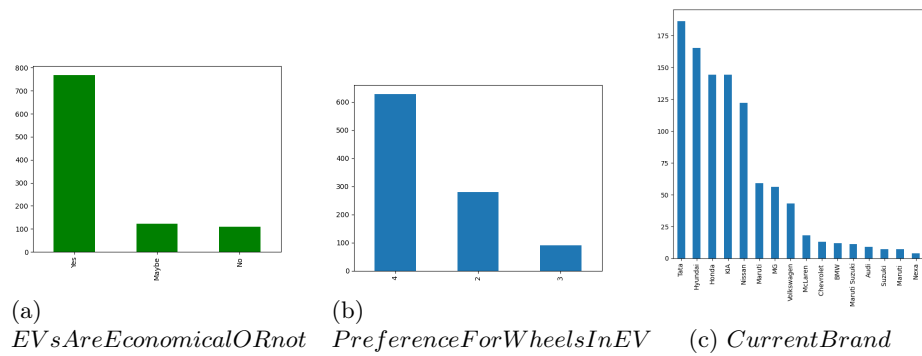 800
700
600
500
400
300
200
100
0
Yes
Maybe
No
600
500
400
300
200
100
0
4
2
3
175
150
125
100
75
50
25
0
Tata
Hyundai
Honda
KIA
Nissan
Maruti
MG
Volkswagen
McLaren
Chevrolet
BMW
Maruti Suzuki
Audi
Suzuki
Maruti
Nexa
(a)
EVsAreEconomicalORnot
(b)
PreferenceForWheelsInEV
(c) CurrentBrand